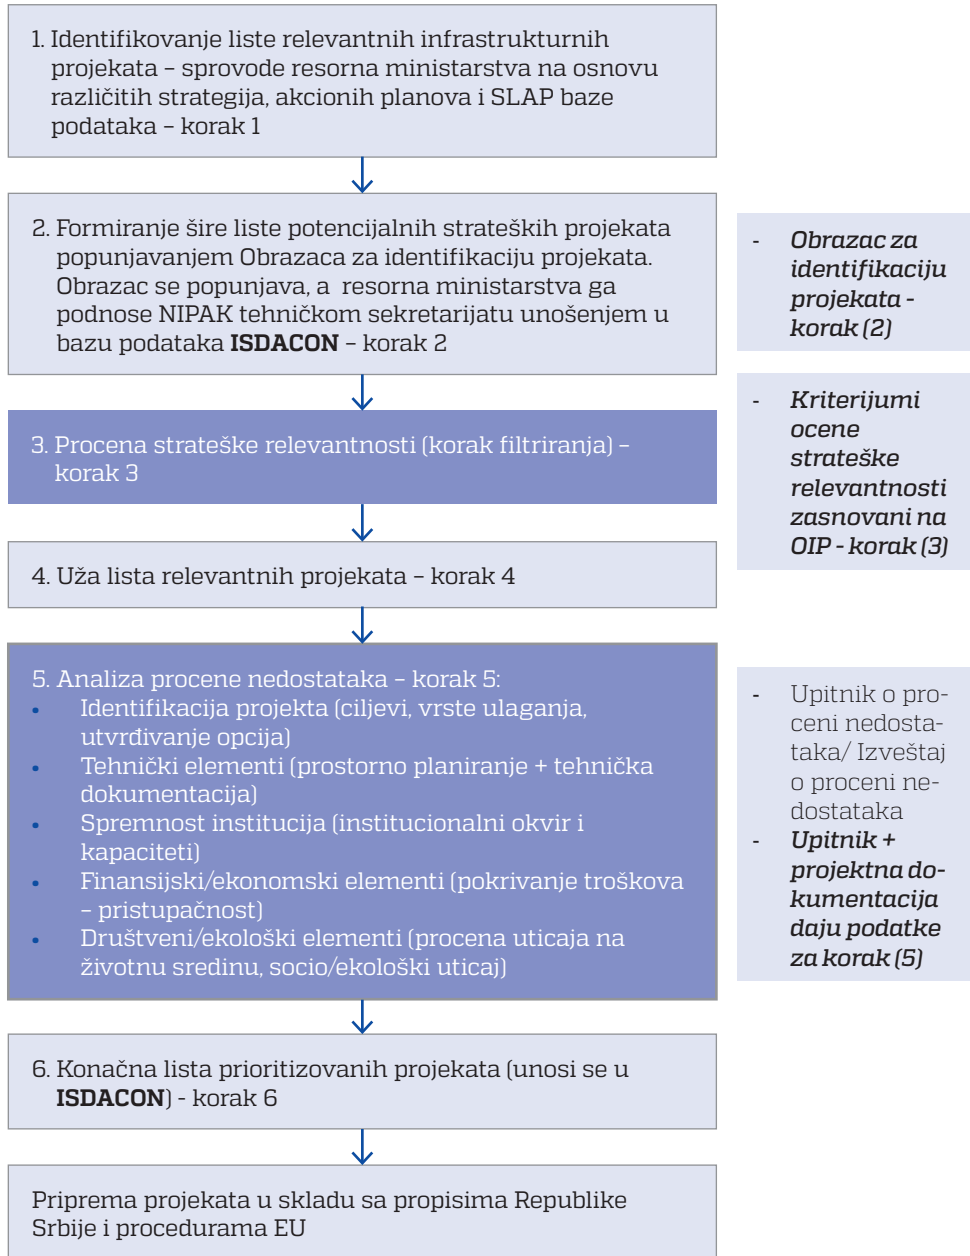 1. Identifikovanje liste relevantnih infrastrukturnih
projekata – sprovode resorna ministarstva na osnovu
različitih strategija, akcionih planova i SLAP baze
podataka – korak 1
2. Formiranje šire liste potencijalnih strateških projekata
popunjavanjem Obrazaca za identifikaciju projekata.
Obrazac se popunjava, a resorna ministarstva ga
podnose NIPAK tehničkom sekretarijatu unošenjem u
bazu podataka ISDACON – korak 2
- Obrazac za
identifikaciju
projekata -
korak (2)
3. Procena strateške relevantnosti (korak filtriranja) –
korak 3
- Kriterijumi
ocene
strateške
relevantnosti
zasnovani na
OIP - korak (3)
4. Uža lista relevantnih projekata – korak 4
5. Analiza procene nedostataka – korak 5:
• Identifikacija projekta (ciljevi, vrste ulaganja,
utvrđivanje opcija)
• Tehnički elementi (prostorno planiranje + tehnička
dokumentacija)
• Spremnost institucija (institucionalni okvir i
kapaciteti)
• Finansijski/ekonomski elementi (pokrivanje troškova
– pristupačnost)
• Društveni/ekološki elementi (procena uticaja na
životnu sredinu, socio/ekološki uticaj)
- Upitnik o pro-
ceni nedosta-
taka/ Izveštaj
o proceni ne-
dostataka
- Upitnik +
projektna do-
kumentacija
daju podatke
za korak (5)
6. Konačna lista prioritizovanih projekata (unosi se u
ISDACON) - korak 6
Priprema projekata u skladu sa propisima Republike
Srbije i procedurama EU